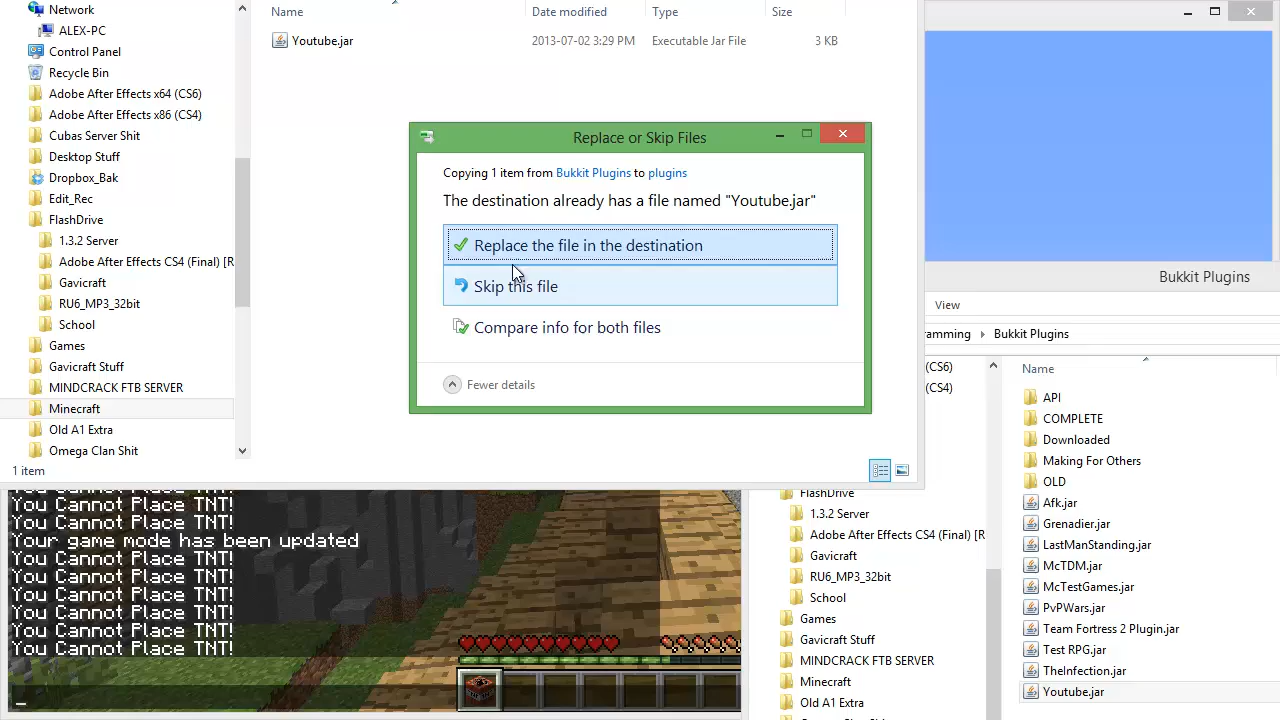 Network
ALEX-PC
Control Panel
Recycle Bin
Adobe After Effects x64 (CS6)
Adobe After Effects x86 (CS4)
Cubas Server Shit
Desktop Stuff
Dropbox_Bak
Edit_Rec
FlashDrive
1.3.2 Server
Adobe After Effects CS4 (Final) [R
Gavicraft
RU6_MP3_32bit
School
Games
Gavicraft Stuff
MINDCRACK FTB SERVER
Minecraft
Old A1 Extra
Omega Clan Shit
1 item
Name Date modified Type Size
Youtube.jar 2013-07-02 3:29 PM Executable Jar File 3 KB
Replace or Skip Files
Copying 1 item from Bukkit Plugins to plugins
The destination already has a file named "Youtube.jar"
Replace the file in the destination
Skip this file
Compare info for both files
Fewer details
Bukkit Plugins
View
ramming Bukkit Plugins
(CS6)
(CS4)
FlashDrive
1.3.2 Server
Adobe After Effects CS4 (Final) [R
Gavicraft
RU6_MP3_32bit
School
Games
Gavicraft Stuff
MINDCRACK FTB SERVER
Minecraft
Old A1 Extra
Name
API
COMPLETE
Downloaded
Making For Others
OLD
Afk.jar
Grenadier.jar
LastManStanding.jar
McTDM.jar
McTestGames.jar
PvPWars.jar
Team Fortress 2 Plugin.jar
Test RPG.jar
TheInfection.jar
Youtube.jar
You Cannot Place TNT!
You Cannot Place TNT!
You Cannot Place TNT!
Your game mode has been updated
You Cannot Place TNT!
You Cannot Place TNT!
You Cannot Place TNT!
You Cannot Place TNT!
You Cannot Place TNT!
You Cannot Place TNT!
_